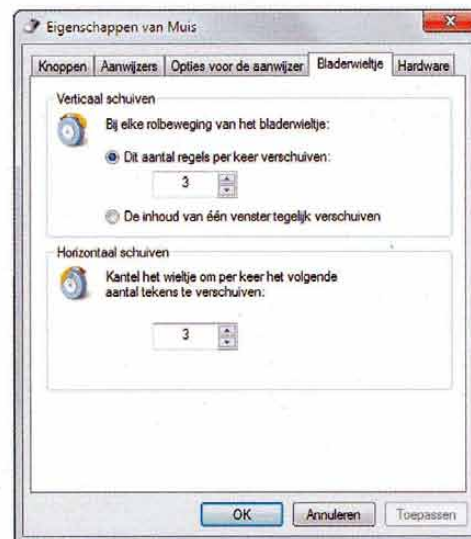 Eigenschappen van Muis
Knoppen Aanwijzers Opties voor de aanwijzer Bladerwieltje Hardware
Verticaal schuiven
Bij elke rolbeweging van het bladerwieltje:
Dit aantal regels per keer verschuiven:
3
De inhoud van één venster tegelijk verschuiven
Horizontaal schuiven
Kantel het wieltje om per keer het volgende
aantal tekens te verschuiven:
3
OK Annuleren Toepassen